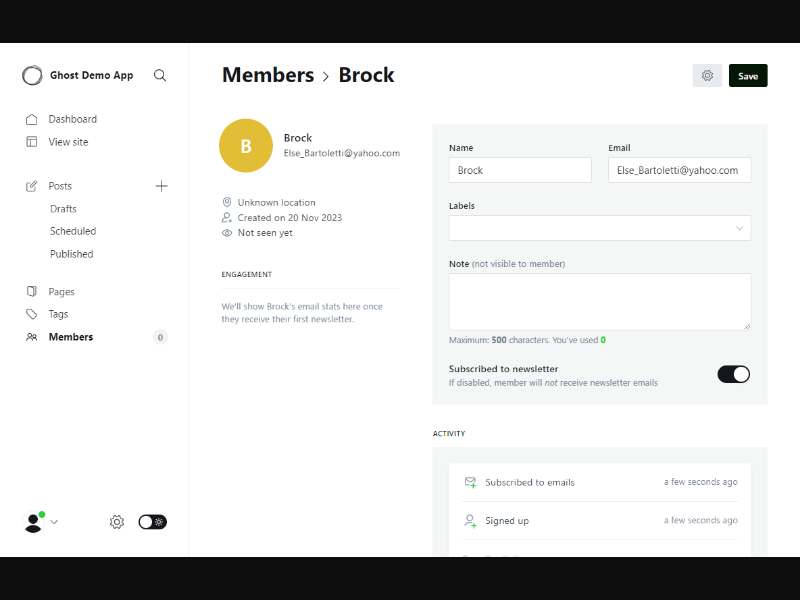 Ghost Demo App
Dashboard
View site
Posts
Drafts
Scheduled
Published
Pages
Tags
Members 0
Members > Brock
Save
B
Brock
Else_Bartoletti@yahoo.com
Unknown location
Created on 20 Nov 2023
Not seen yet
ENGAGEMENT
We'll show Brock's email stats here once
they receive their first newsletter.
Name
Brock
Email
Else_Bartoletti@yahoo.com
Labels
Note (not visible to member)
Maximum: 500 characters. You've used 0
Subscribed to newsletter
If disabled, member will not receive newsletter emails
ACTIVITY
Subscribed to emails a few seconds ago
Signed up a few seconds ago